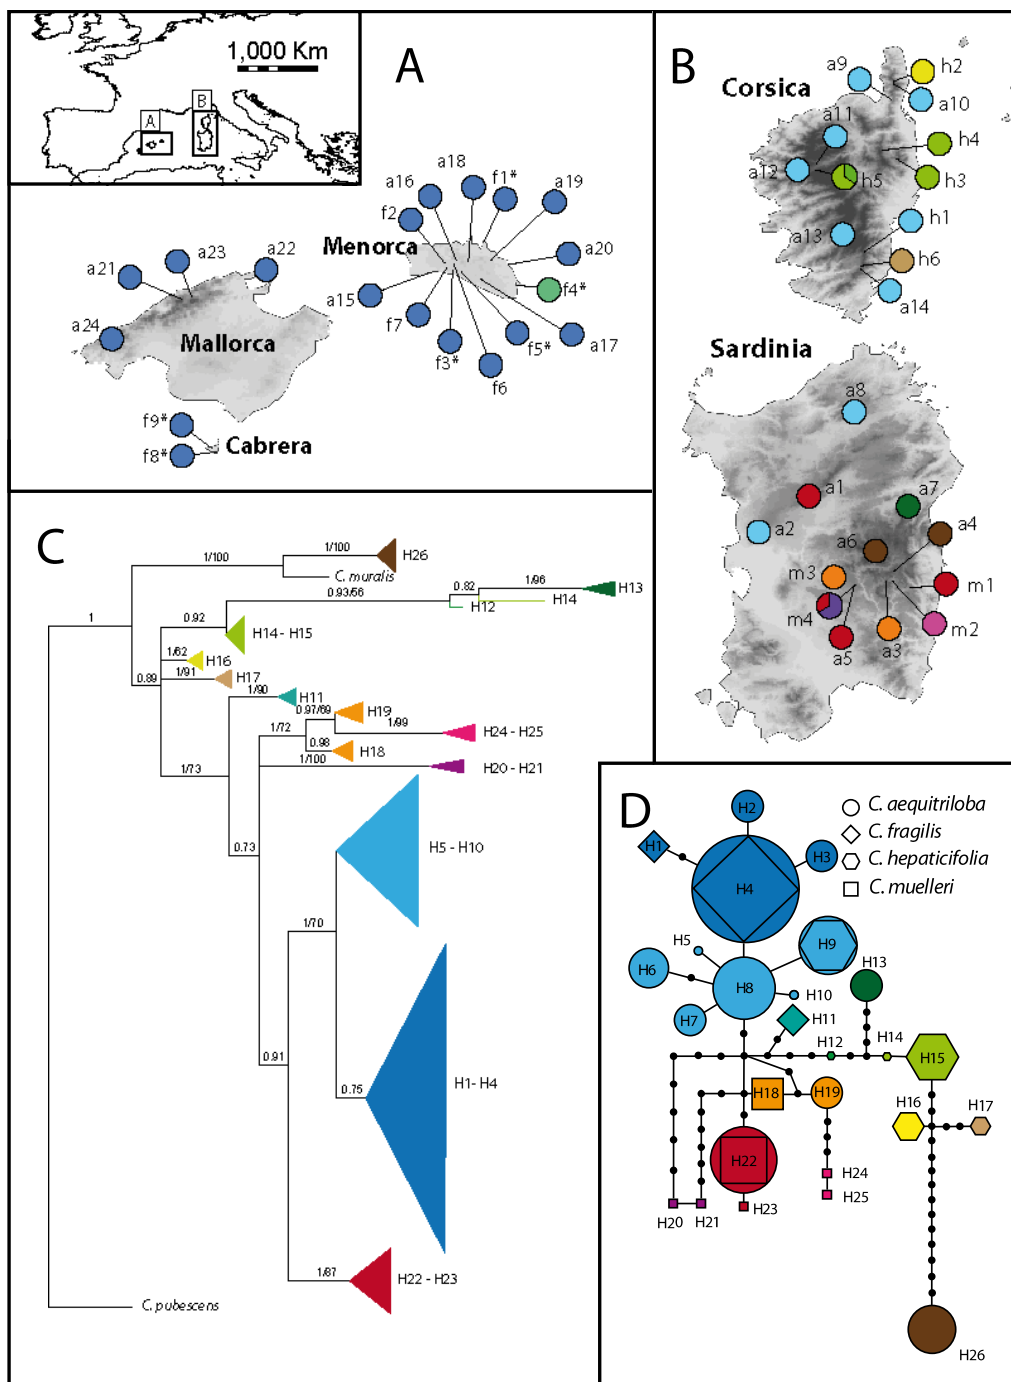 1,000 Km
A
B
A
a18
a16
f1*
a19
f2
Menorca
a20
f4*
a15
f7
f3*
f5*
a17
f6
a23
a22
a21
a24
Mallorca
f9*
f8*
Cabrera
B
Corsica
a9
h2
a10
a11
h4
a12
h5
h3
h1
a13
h6
a14
Sardinia
a8
a1
a7
a2
a4
a6
m3
m1
m4
m2
a5
a3
C
1/100
1/100
H26
C. muralis
1
0.93/56
0.82
1/96
H13
H12
H14
0.92
H14 - H15
1/62
H16
0.89
1/91
H17
1/90
H11
0.97/69
H19
1/72
1/99
H24 - H25
0.98
H18
1/100
H20 - H21
1/73
0.73
H5 - H10
1/70
0.91
0.75
H1- H4
1/87
H22 - H23
C. pubescens
D
C. aequitriloba
C. fragilis
C. hepaticifolia
C. muelleri
H2
H1
H3
H4
H5
H9
H6
H8
H13
H10
H7
H11
H12
H14
H15
H18
H19
H16
H17
H22
H24
H25
H20
H21
H23
H26